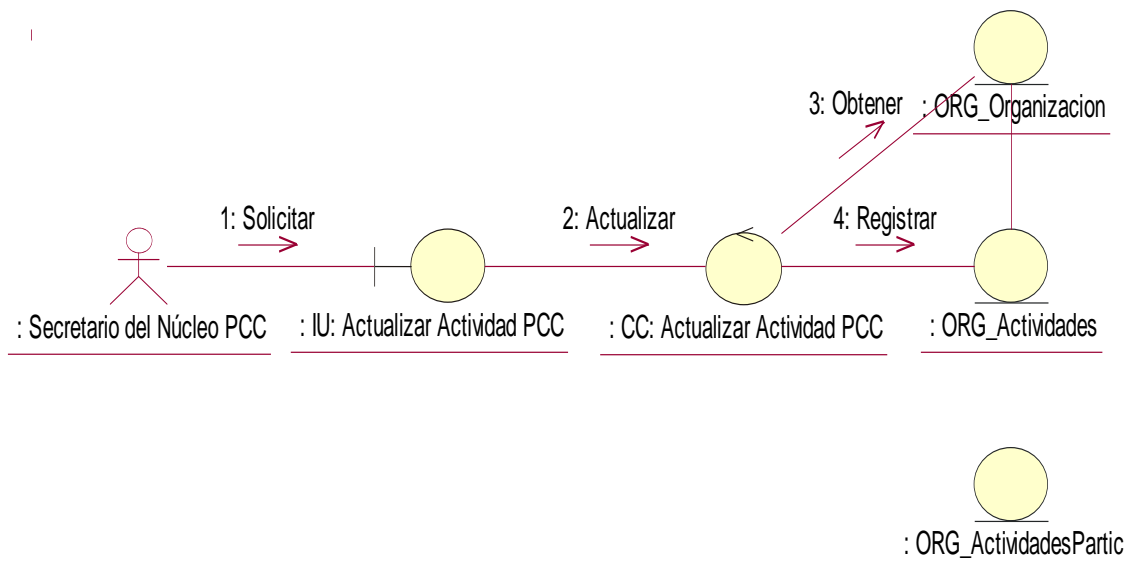 3: Obtener
: ORG_Organizacion
1: Solicitar
2: Actualizar
4: Registrar
: Secretario del Núcleo PCC
: IU: Actualizar Actividad PCC
: CC: Actualizar Actividad PCC
: ORG_Actividades
: ORG_ActividadesPartic